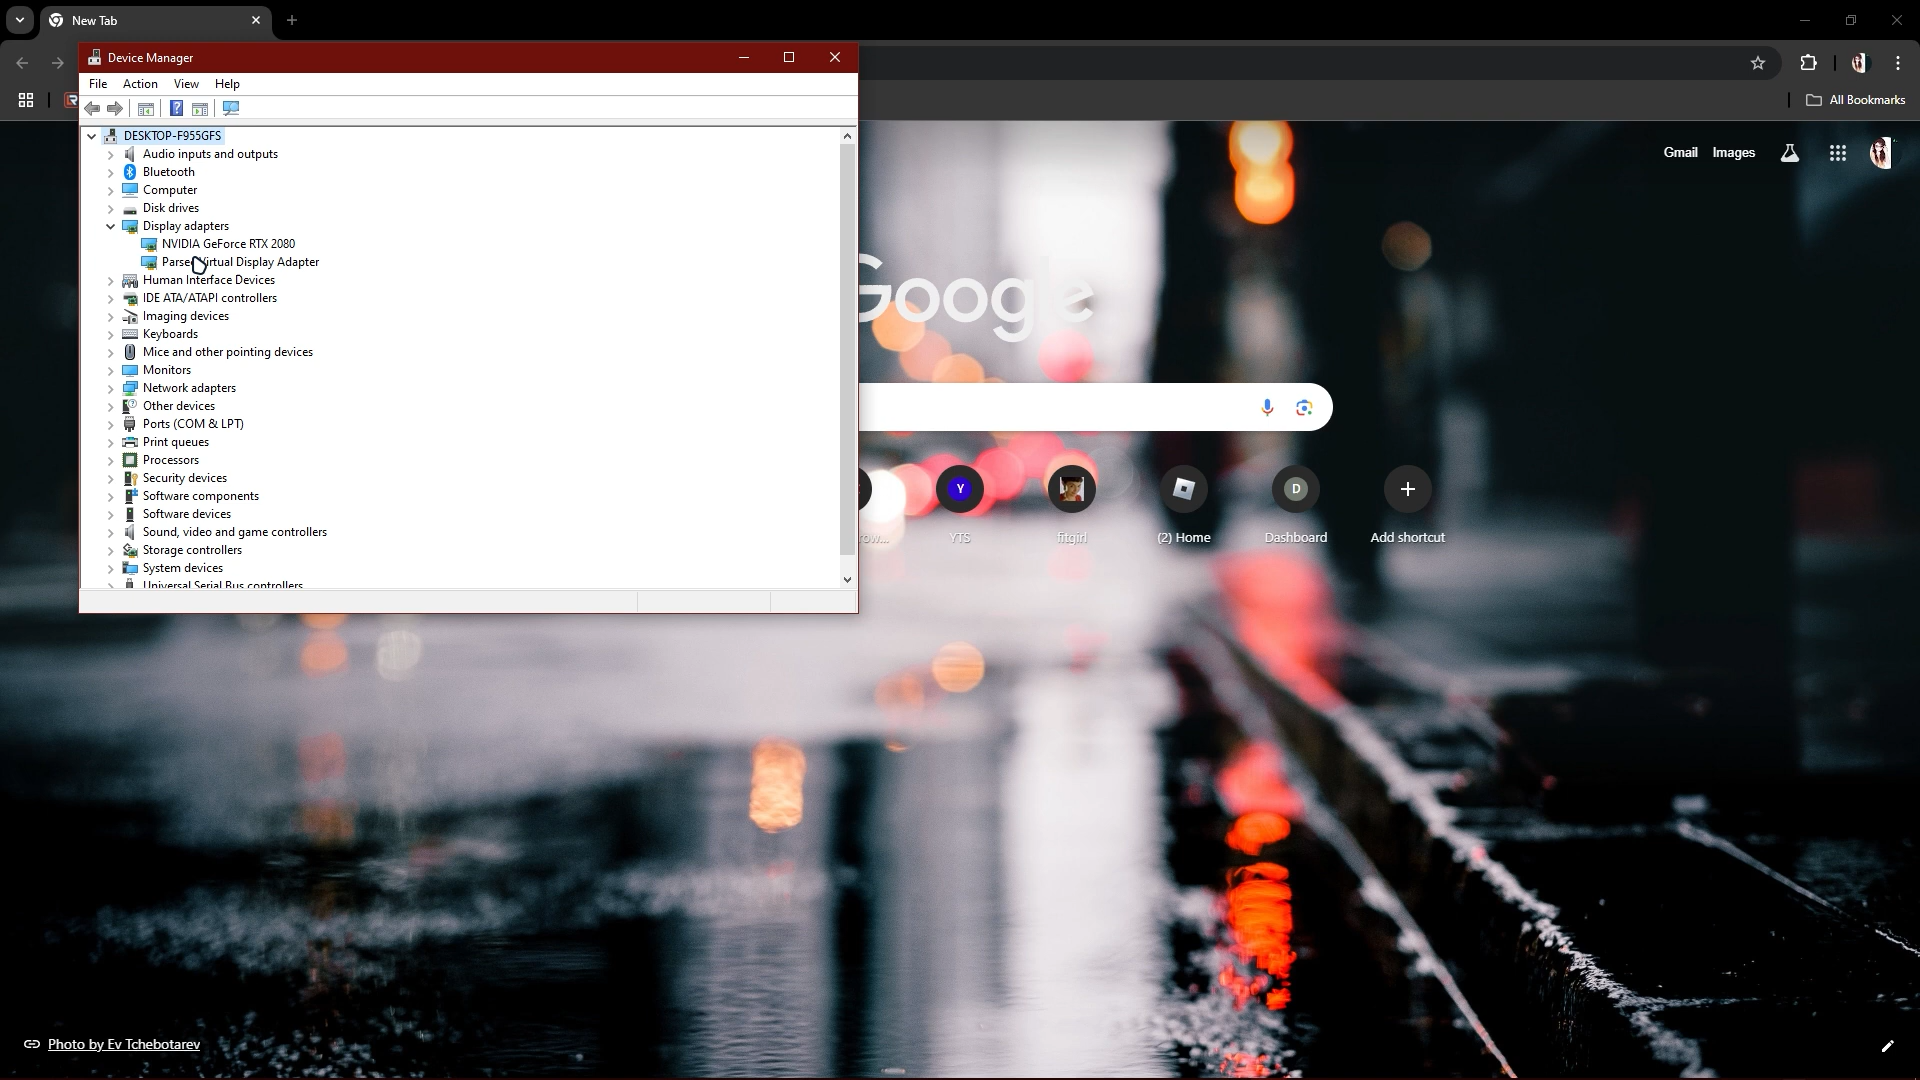 New Tab
Device Manager
File Action View Help
All Bookmarks
DESKTOP-F955GFS
Audio inputs and outputs
Bluetooth
Computer
Disk drives
Display adapters
NVIDIA GeForce RTX 2080
Virtual Display Adapter
Human Interface Devices
IDE ATA/ATAPI controllers
Imaging devices
Keyboards
Mice and other pointing devices
Monitors
Network adapters
Other devices
Ports (COM & LPT)
Print queues
Processors
Security devices
Software components
Software devices
Sound, video and game controllers
Storage controllers
System devices
Universal Serial Bus controllers
Gmail Images
Google
Y
D
YTS
fitgirl
(2) Home
Dashboard
Add shortcut
Photo by Ev Tchebotarev